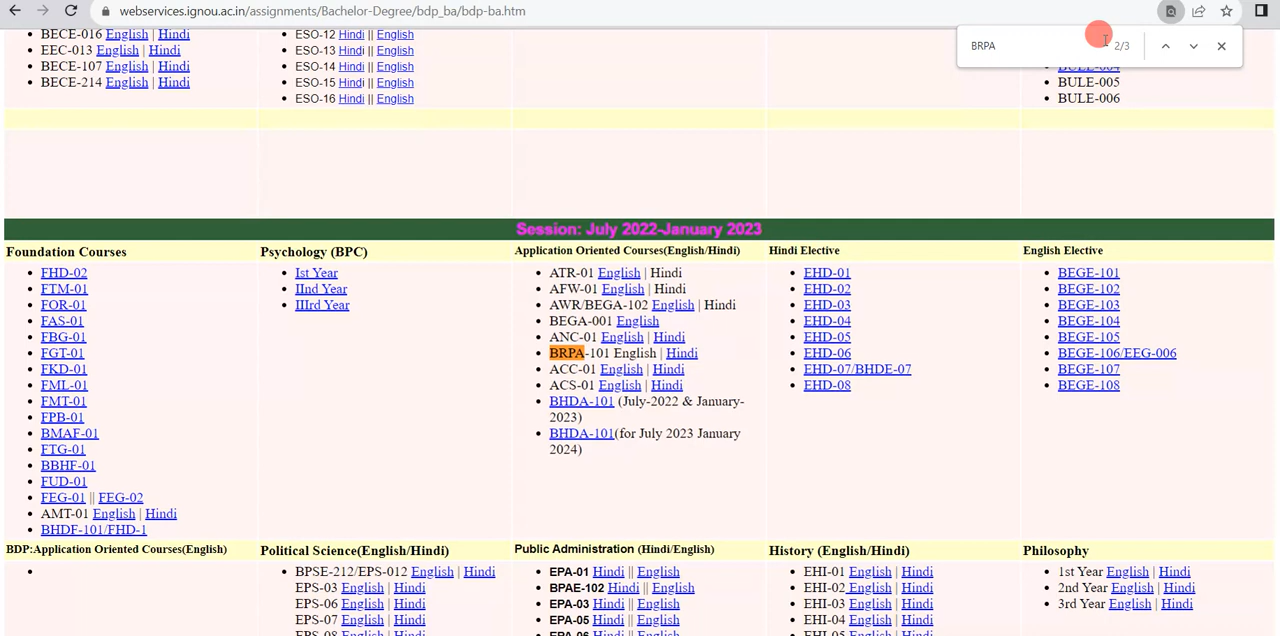 webservices.ignou.ac.in/assignments/Bachelor-Degree/bdp_ba/bdp-ba.htm
BRPA
2/3
BECE-016 English | Hindi
EEC-013 English | Hindi
BECE-107 English | Hindi
BECE-214 English | Hindi
ESO-12 Hindi || English
ESO-13 Hindi || English
ESO-14 Hindi || English
ESO-15 Hindi || English
ESO-16 Hindi || English
BULE-004
BULE-005
BULE-006
Session: July 2022-January 2023
Foundation Courses
FHD-02
FTM-01
FOR-01
FAS-01
FBG-01
FGT-01
FKD-01
FML-01
FMT-01
FPB-01
BMAF-01
FTG-01
BBHF-01
FUD-01
FEG-01 || FEG-02
AMT-01 English | Hindi
BHDF-101/FHD-1
Psychology (BPC)
Ist Year
IInd Year
IIIrd Year
Application Oriented Courses(English/Hindi)
ATR-01 English | Hindi
AFW-01 English | Hindi
AWR/BEGA-102 English | Hindi
BEGA-001 English
ANC-01 English | Hindi
BRPA-101 English | Hindi
ACC-01 English | Hindi
ACS-01 English | Hindi
BHDA-101 (July-2022 & January-
2023)
BHDA-101(for July 2023 January
2024)
Hindi Elective
EHD-01
EHD-02
EHD-03
EHD-04
EHD-05
EHD-06
EHD-07/BHDE-07
EHD-08
English Elective
BEGE-101
BEGE-102
BEGE-103
BEGE-104
BEGE-105
BEGE-106/EEG-006
BEGE-107
BEGE-108
BDP:Application Oriented Courses(English)
Political Science(English/Hindi)
BPSE-212/EPS-012 English | Hindi
EPS-03 English | Hindi
EPS-06 English | Hindi
EPS-07 English | Hindi
EPS-08 English | Hindi
Public Administration (Hindi/English)
EPA-01 Hindi || English
BPAE-102 Hindi || English
EPA-03 Hindi || English
EPA-05 Hindi || English
EPA-06 Hindi || English
History (English/Hindi)
EHI-01 English | Hindi
EHI-02 English | Hindi
EHI-03 English | Hindi
EHI-04 English | Hindi
EHI-05 English | Hindi
Philosophy
1st Year English | Hindi
2nd Year English | Hindi
3rd Year English | Hindi